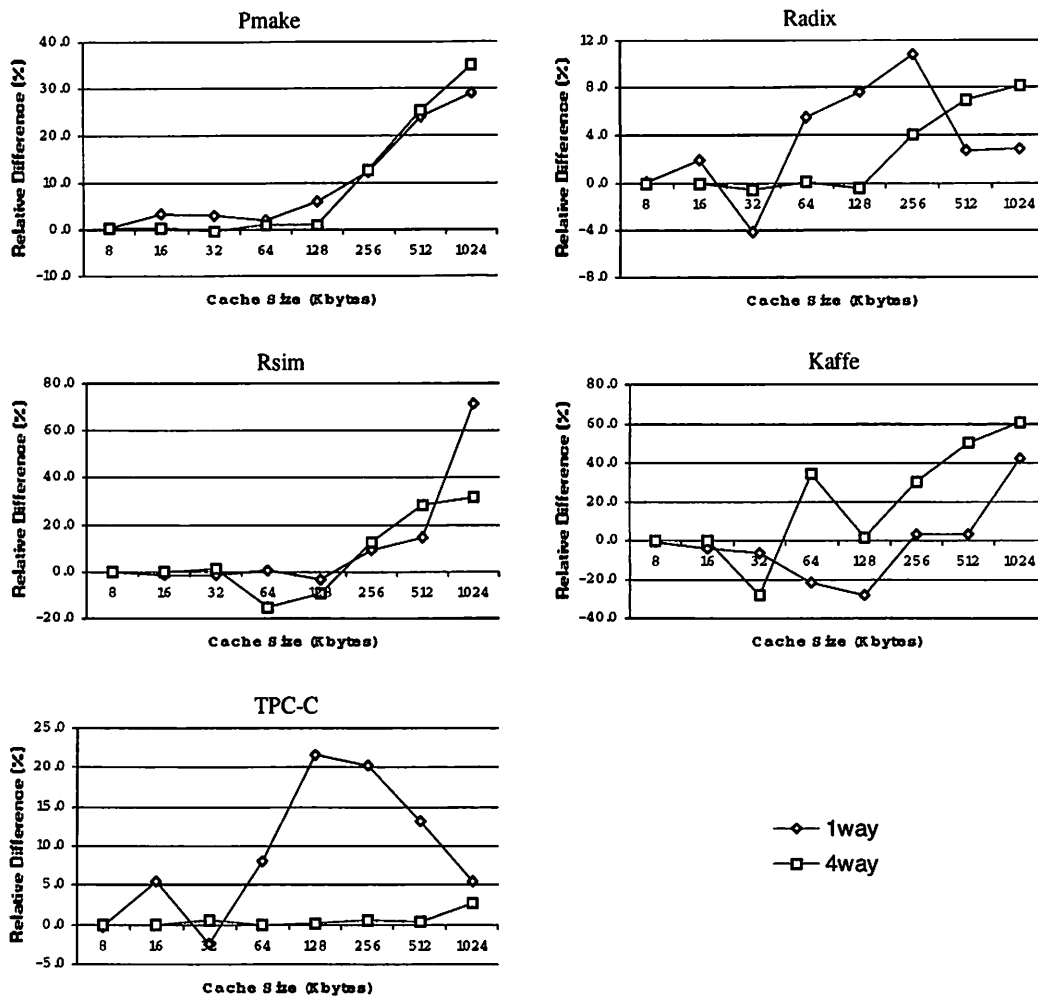 Pmake
Relative Difference (%)
40.0
30.0
20.0
10.0
0.0
-10.0
8 16 32 64 128 256 512 1024
Cache Size (Kbytes)
Radix
Relative Difference (%)
12.0
8.0
4.0
0.0
-4.0
-8.0
8 16 32 64 128 256 512 1024
Cache Size (Kbytes)
Rsim
Relative Difference (%)
80.0
60.0
40.0
20.0
0.0
-20.0
8 16 32 64 128 256 512 1024
Cache Size (Kbytes)
Kaffe
Relative Difference (%)
80.0
60.0
40.0
20.0
0.0
-20.0
-40.0
8 16 32 64 128 256 512 1024
Cache Size (Kbytes)
TPC-C
Relative Difference (%)
25.0
20.0
15.0
10.0
5.0
0.0
-5.0
8 16 32 64 128 256 512 1024
Cache Size (Kbytes)
1way
4way